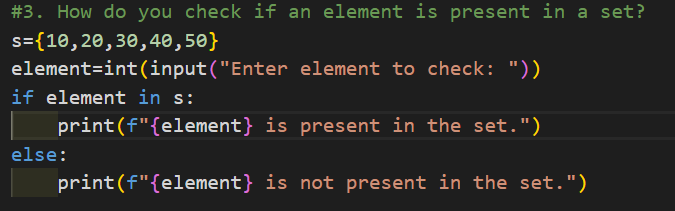 #3. How do you check if an element is present in a set?
s={10,20,30,40,50}
element=int(input("Enter element to check: "))
if element in s:
    print(f"{element} is present in the set.")
else:
    print(f"{element} is not present in the set.")